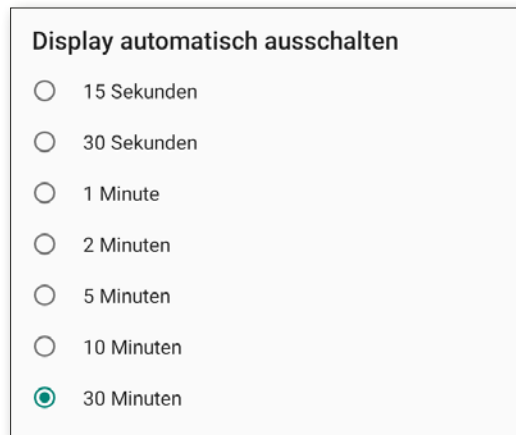 Display automatisch ausschalten
15 Sekunden
30 Sekunden
1 Minute
2 Minuten
5 Minuten
10 Minuten
30 Minuten